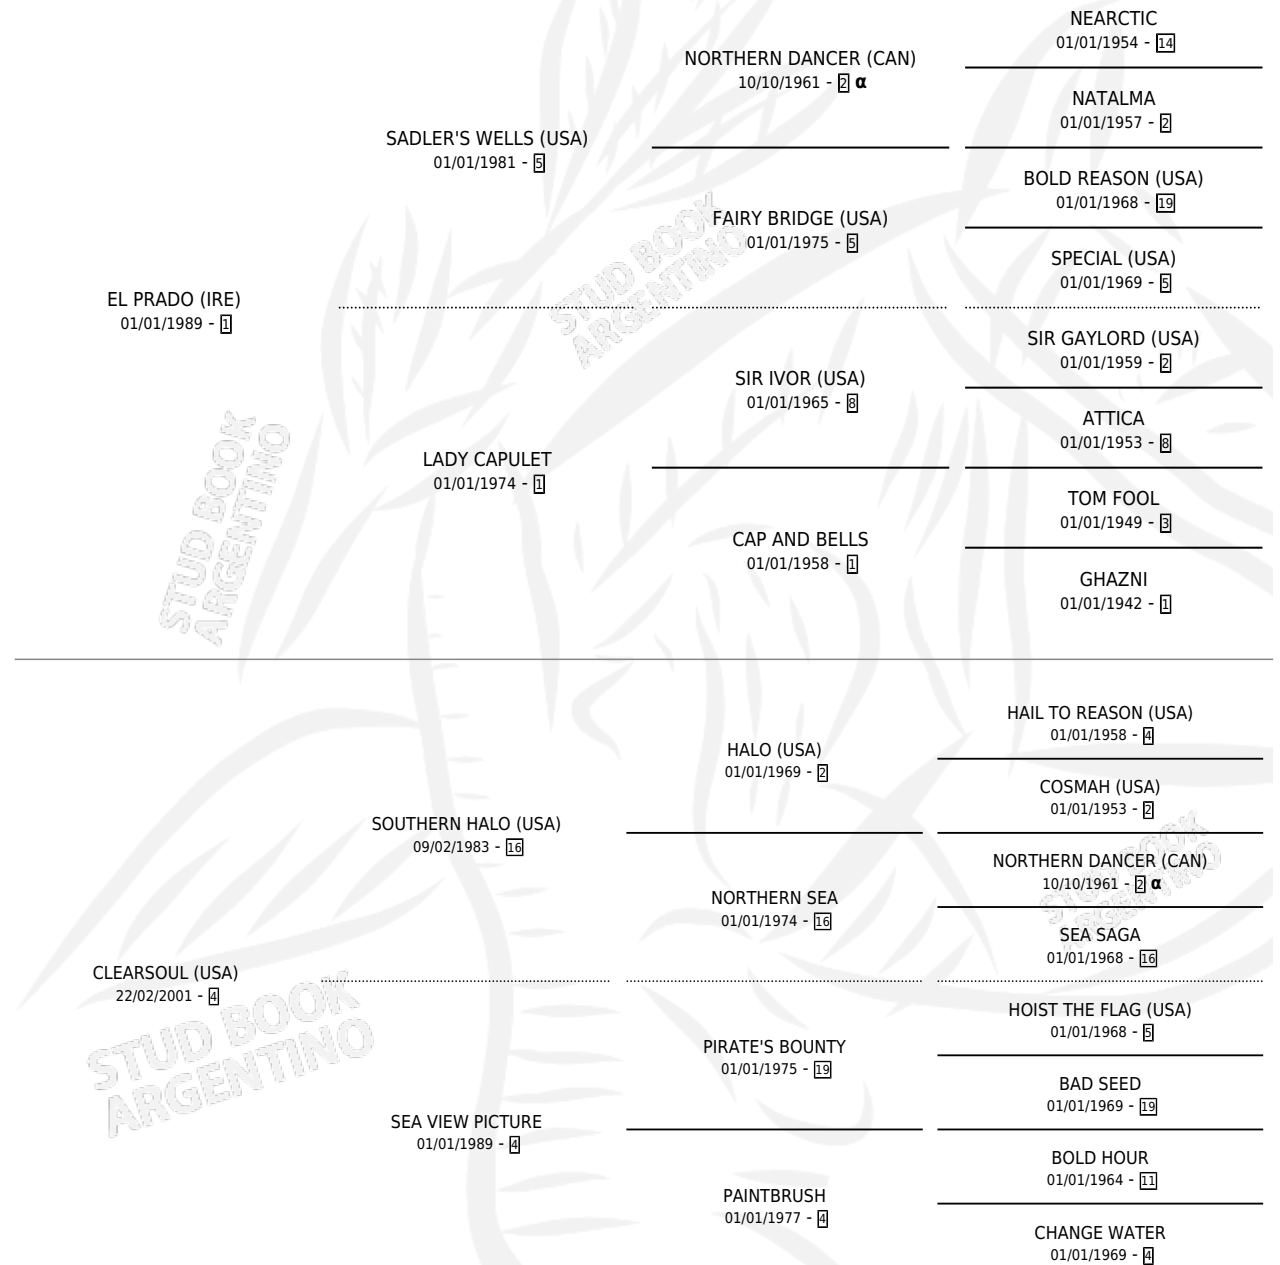 NEARCTIC
01/01/1954 - 14
NORTHERN DANCER (CAN)
10/10/1961 - 2 α
NATALMA
01/01/1957 - 2
SADLER'S WELLS (USA)
01/01/1981 - 5
BOLD REASON (USA)
01/01/1968 - 19
FAIRY BRIDGE (USA)
01/01/1975 - 5
SPECIAL (USA)
01/01/1969 - 5
EL PRADO (IRE)
01/01/1989 - 1
SIR GAYLORD (USA)
01/01/1959 - 2
SIR IVOR (USA)
01/01/1965 - 8
ATTICA
01/01/1953 - 8
LADY CAPULET
01/01/1974 - 1
TOM FOOL
01/01/1949 - 3
CAP AND BELLS
01/01/1958 - 1
GHAZNI
01/01/1942 - 1
HAIL TO REASON (USA)
01/01/1958 - 4
HALO (USA)
01/01/1969 - 2
COSMAH (USA)
01/01/1953 - 2
SOUTHERN HALO (USA)
09/02/1983 - 16
NORTHERN DANCER (CAN)
10/10/1961 - 2 α
NORTHERN SEA
01/01/1974 - 16
SEA SAGA
01/01/1968 - 16
CLEARSOUL (USA)
22/02/2001 - 4
HOIST THE FLAG (USA)
01/01/1968 - 5
PIRATE'S BOUNTY
01/01/1975 - 19
BAD SEED
01/01/1969 - 19
SEA VIEW PICTURE
01/01/1989 - 4
BOLD HOUR
01/01/1964 - 11
PAINTBRUSH
01/01/1977 - 4
CHANGE WATER
01/01/1969 - 4
STUD BOOK
ARGENTINO
STUD BOOK
ARGENTINO
STUD BOOK
ARGENTINO
STUD BOOK
ARGENTINO